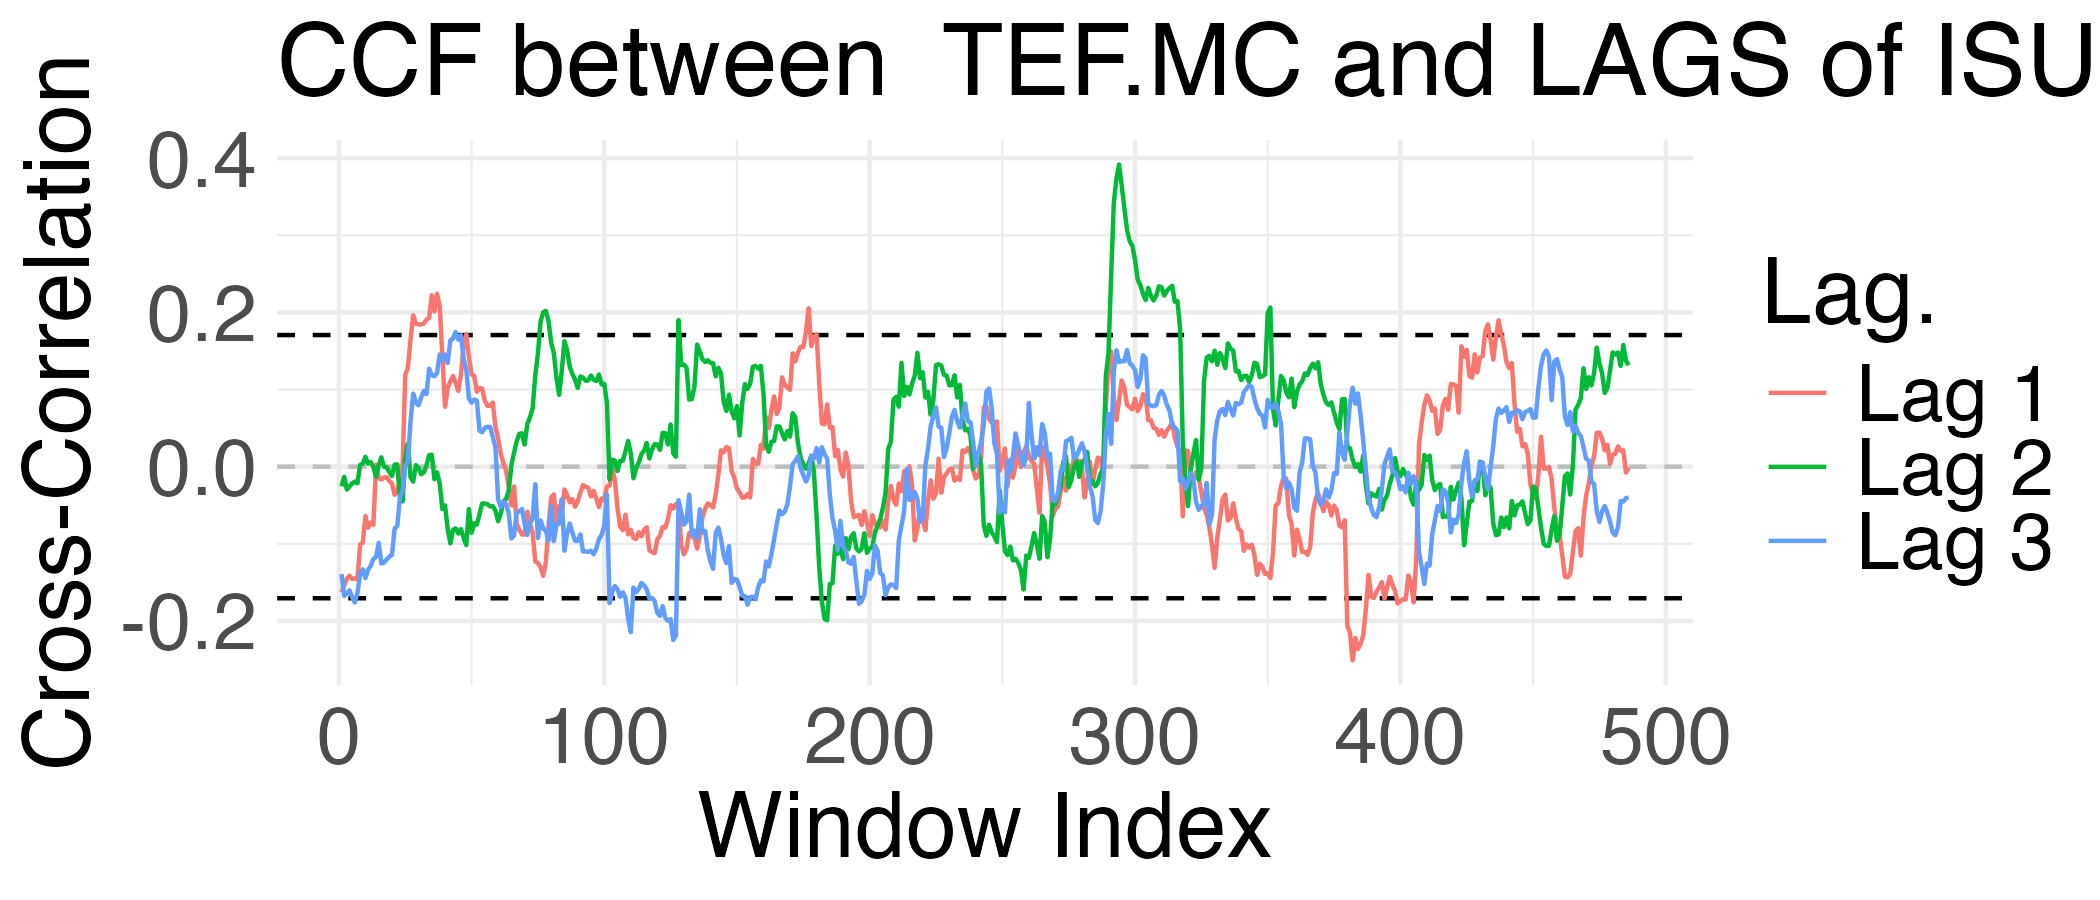 CCF between  TEF.MC and LAGS of ISU
Cross-Correlation
0.4
0.2
0.0
-0.2
0
100
200
300
400
500
Window Index
Lag.
Lag 1
Lag 2
Lag 3